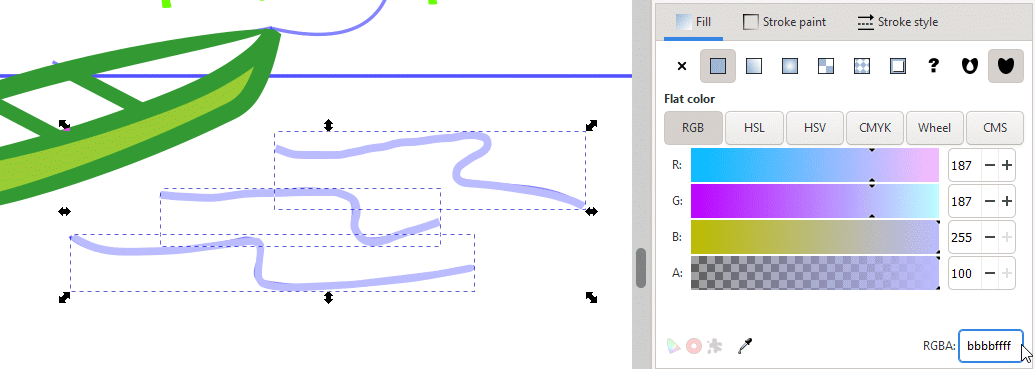 Fill Stroke paint Stroke style
?
Flat color
RGB HSL HSV CMYK Wheel CMS
R: 187 − +
G: 187 − +
B: 255 − +
A: 100 − +
RGBA: bbbbffff